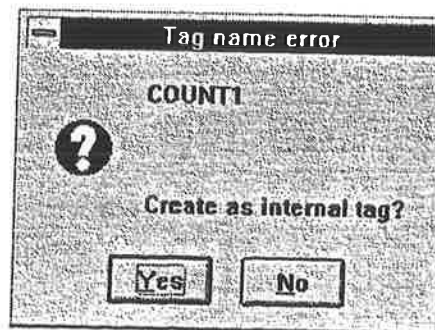 Tag name error
COUNT1
?
Create as internal tag?
Yes No